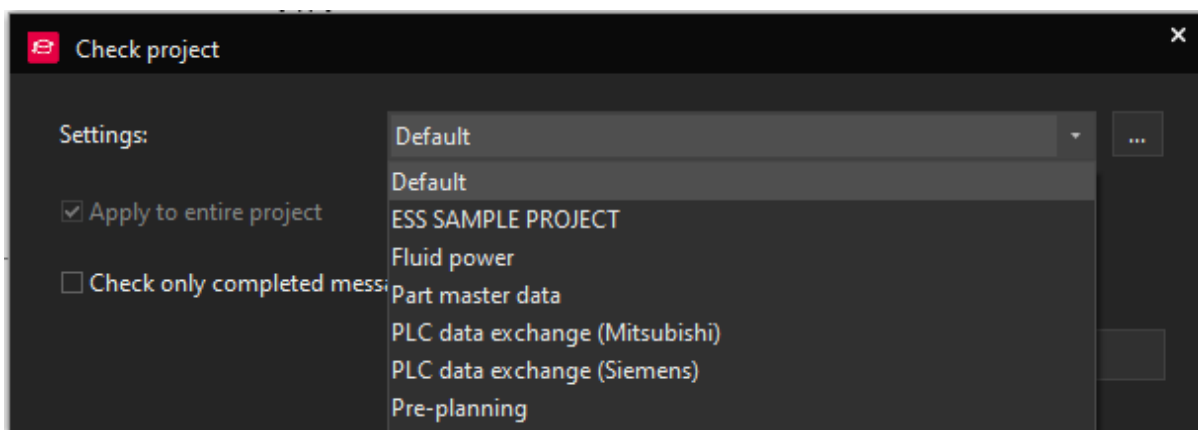 Check project
Settings:
Default
...
Default
Apply to entire project
ESS SAMPLE PROJECT
Fluid power
Check only completed
Part master data
PLC data exchange (Mitsubishi)
PLC data exchange (Siemens)
Pre-planning